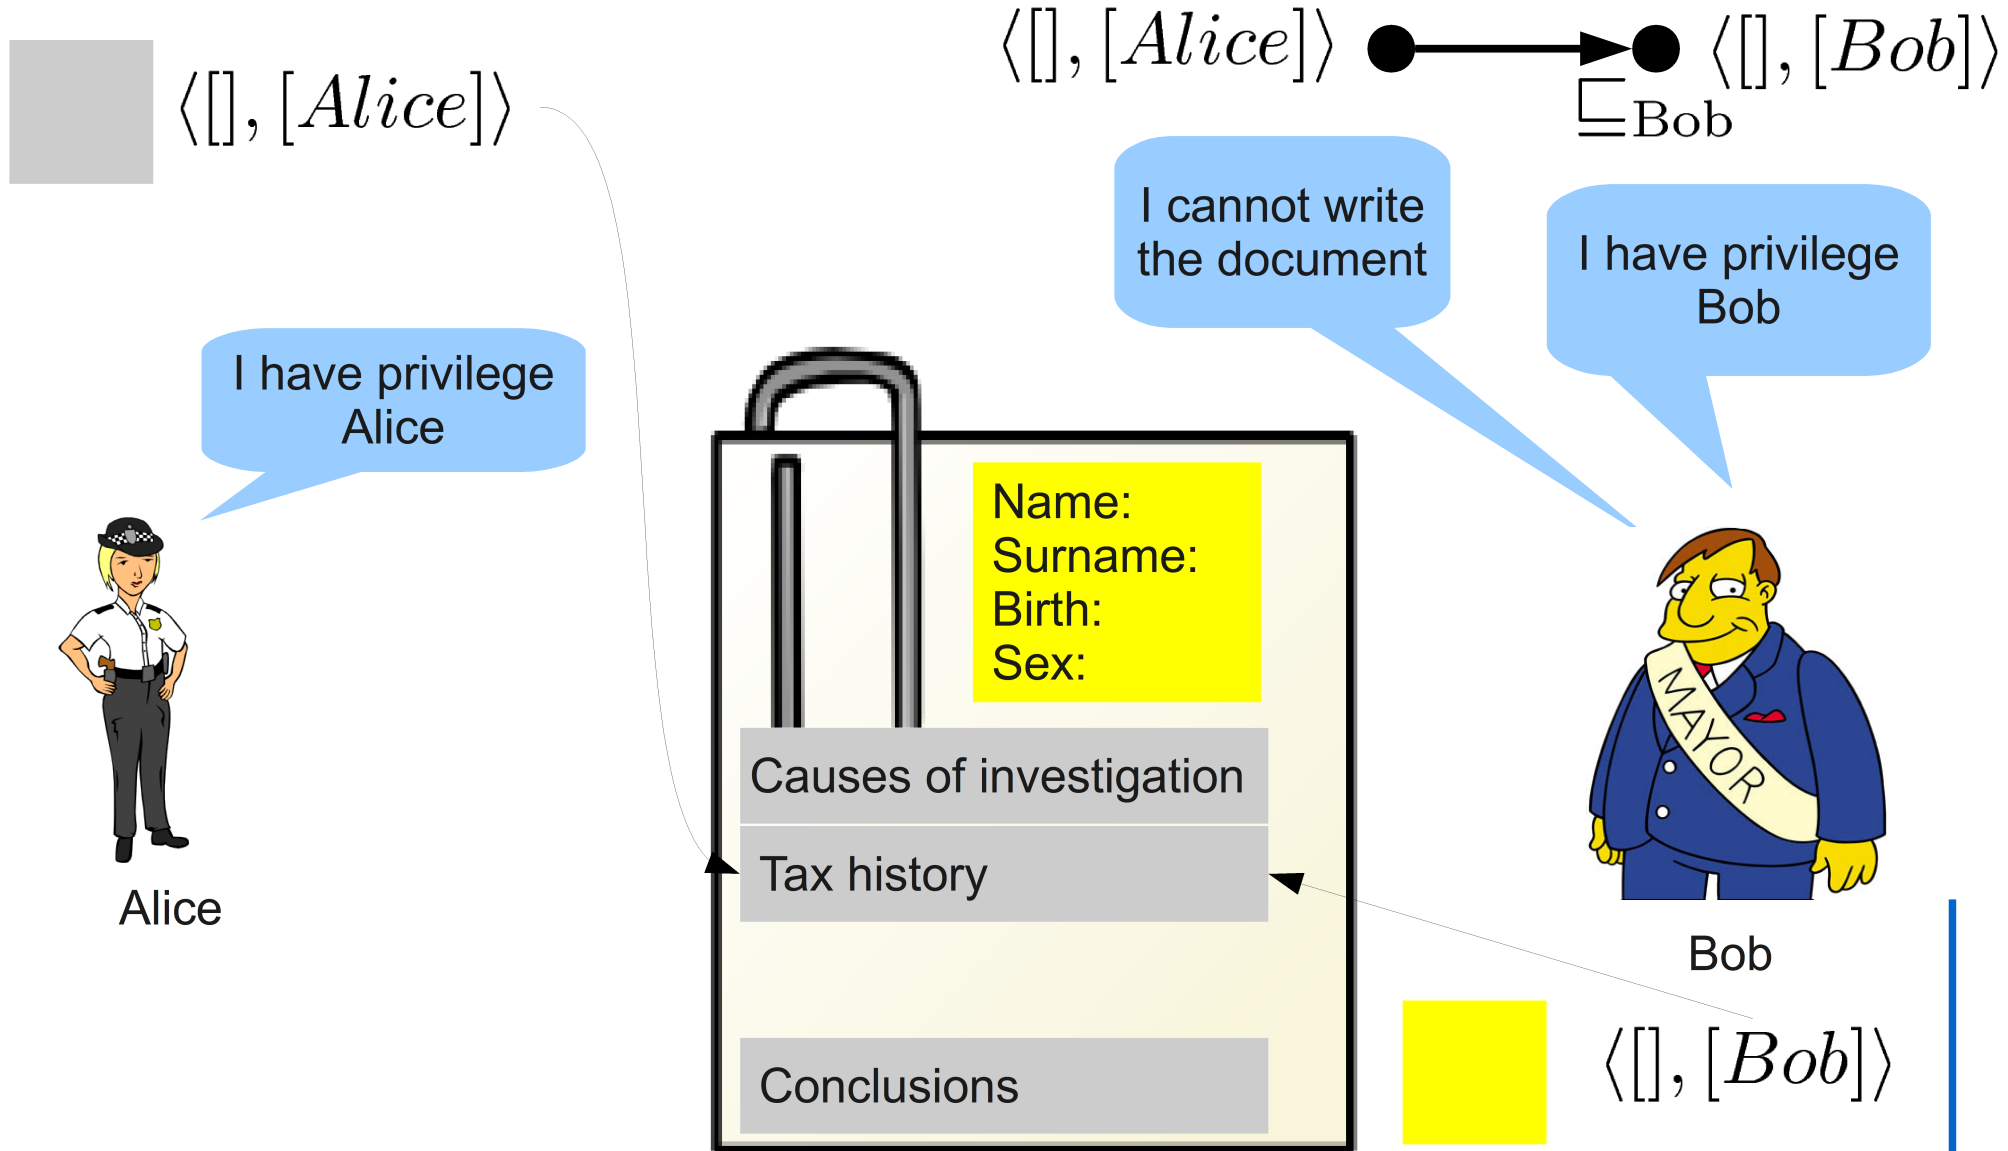 ⟨[], [Alice]⟩
⟨[], [Alice]⟩
⟨[], [Bob]⟩
⊑Bob
I cannot write
the document
I have privilege
Bob
I have privilege
Alice
Name:
Surname:
Birth:
Sex:
MAYOR
Causes of investigation
Tax history
Alice
Bob
Conclusions
⟨[], [Bob]⟩